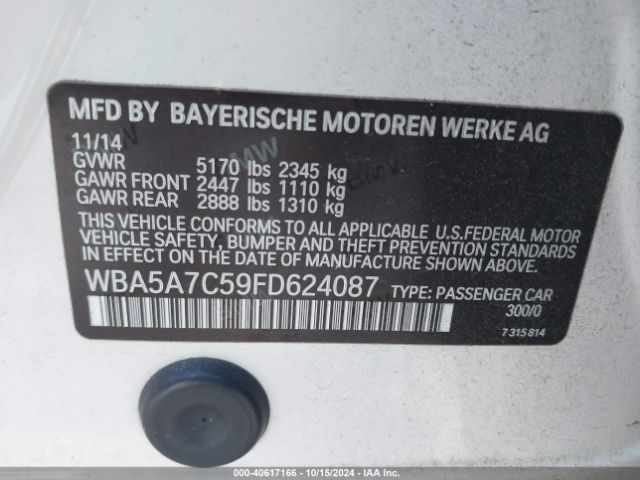 MFD BY BAYERISCHE MOTOREN WERKE AG
11/14
GVWR 5170 lbs 2345 kg
GAWR FRONT 2447 lbs 1110 kg
GAWR REAR 2888 lbs 1310 kg
THIS VEHICLE CONFORMS TO ALL APPLICABLE U.S.FEDERAL MOTOR
VEHICLE SAFETY, BUMPER AND THEFT PREVENTION STANDARDS
IN EFFECT ON THE DATE OF MANUFACTURE SHOWN ABOVE.
WBA5A7C59FD624087 TYPE: PASSENGER CAR
300/0
7 315 814
000-40617166 - 10/15/2024 - IAA Inc.